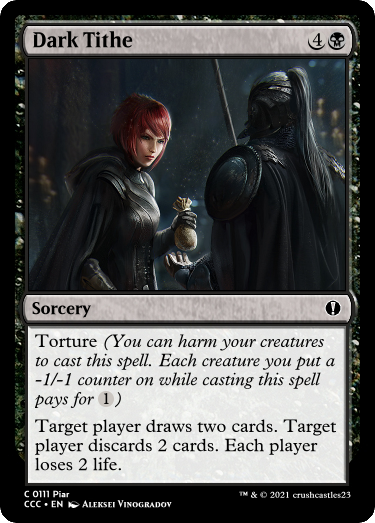 Dark Tithe 4
Sorcery
Torture (You can harm your creatures
to cast this spell. Each creature you put a
-1/-1 counter on while casting this spell
pays for 1)
Target player draws two cards. Target
player discards 2 cards. Each player
loses 2 life.
C 0111 Piar
CCC • EN Aleksei Vinogradov
™ & © 2021 crushcastles23